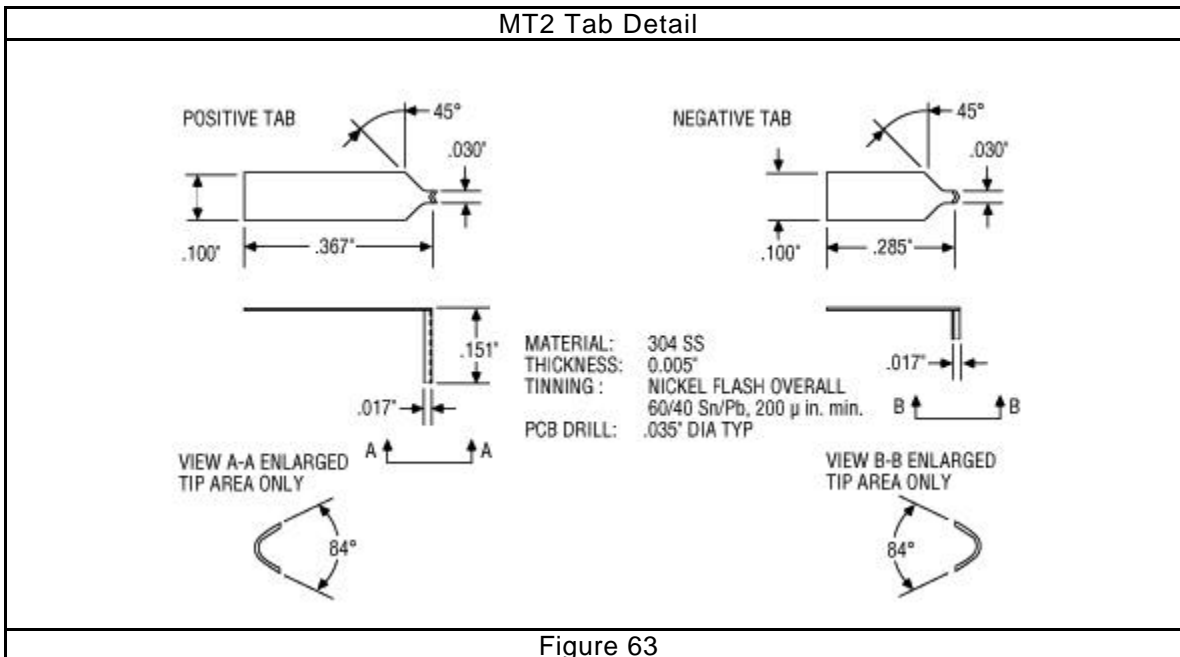 MT2 Tab Detail
POSITIVE TAB
45°
.030"
.100"
.367"
NEGATIVE TAB
45°
.030"
.100"
.285"
.151"
.017"
A A
MATERIAL: 304 SS
THICKNESS: 0.005"
TINNING : NICKEL FLASH OVERALL
60/40 Sn/Pb, 200 µ in. min.
PCB DRILL: .035" DIA TYP
.017"
B B
VIEW A-A ENLARGED
TIP AREA ONLY
84°
VIEW B-B ENLARGED
TIP AREA ONLY
84°
Figure 63